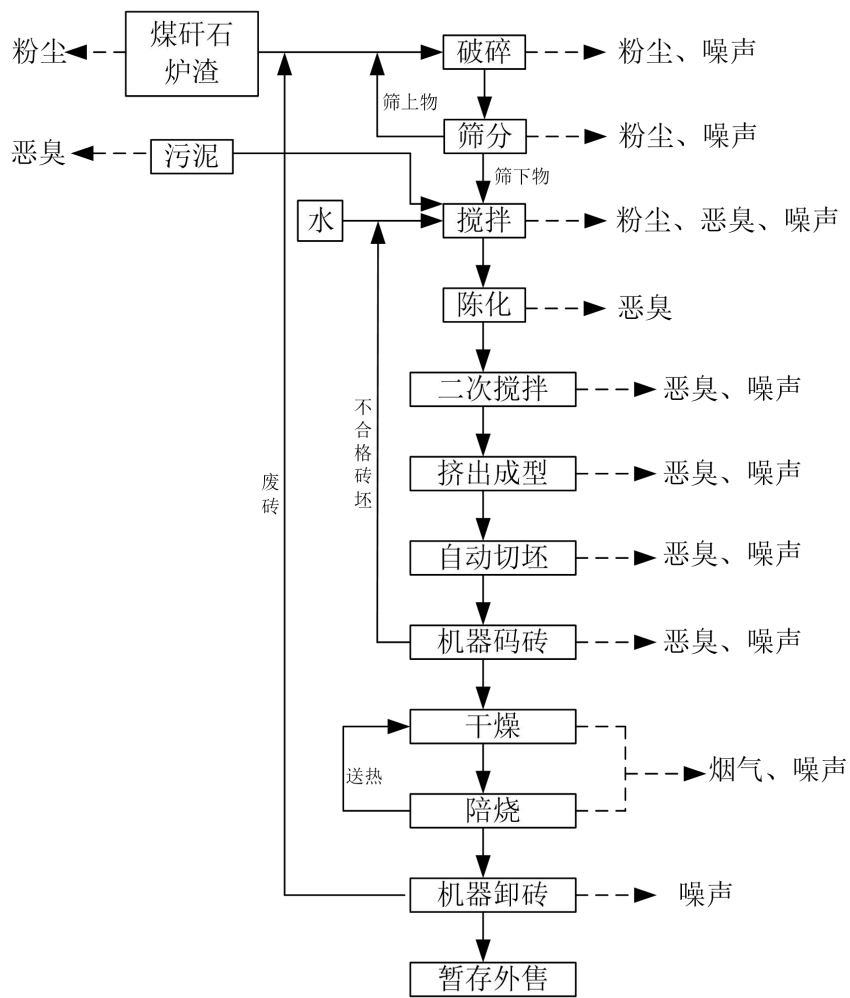 粉尘
煤矸石
炉渣
破碎
粉尘、噪声
筛上物
恶臭
污泥
筛分
粉尘、噪声
筛下物
水
搅拌
粉尘、恶臭、噪声
陈化
恶臭
二次搅拌
恶臭、噪声
不合格砖坯
废砖
挤出成型
恶臭、噪声
自动切坯
恶臭、噪声
机器码砖
恶臭、噪声
干燥
送热
烟气、噪声
陪烧
机器卸砖
噪声
暂存外售